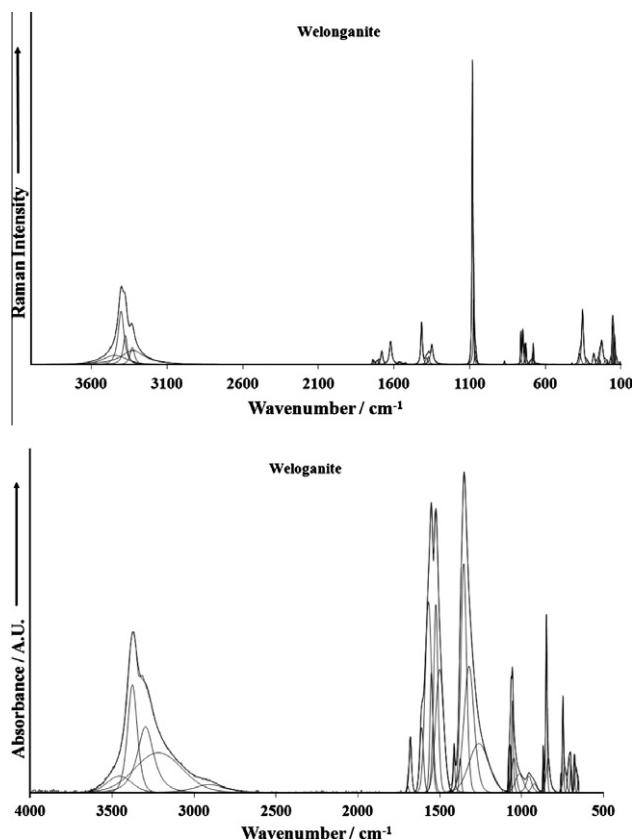 Welonganite
Raman Intensity
3600 3100 2600 2100 1600 1100 600 100
Wavenumber / cm-1
Weloganite
Absorbance / A.U.
4000 3500 3000 2500 2000 1500 1000 500
Wavenumber / cm-1